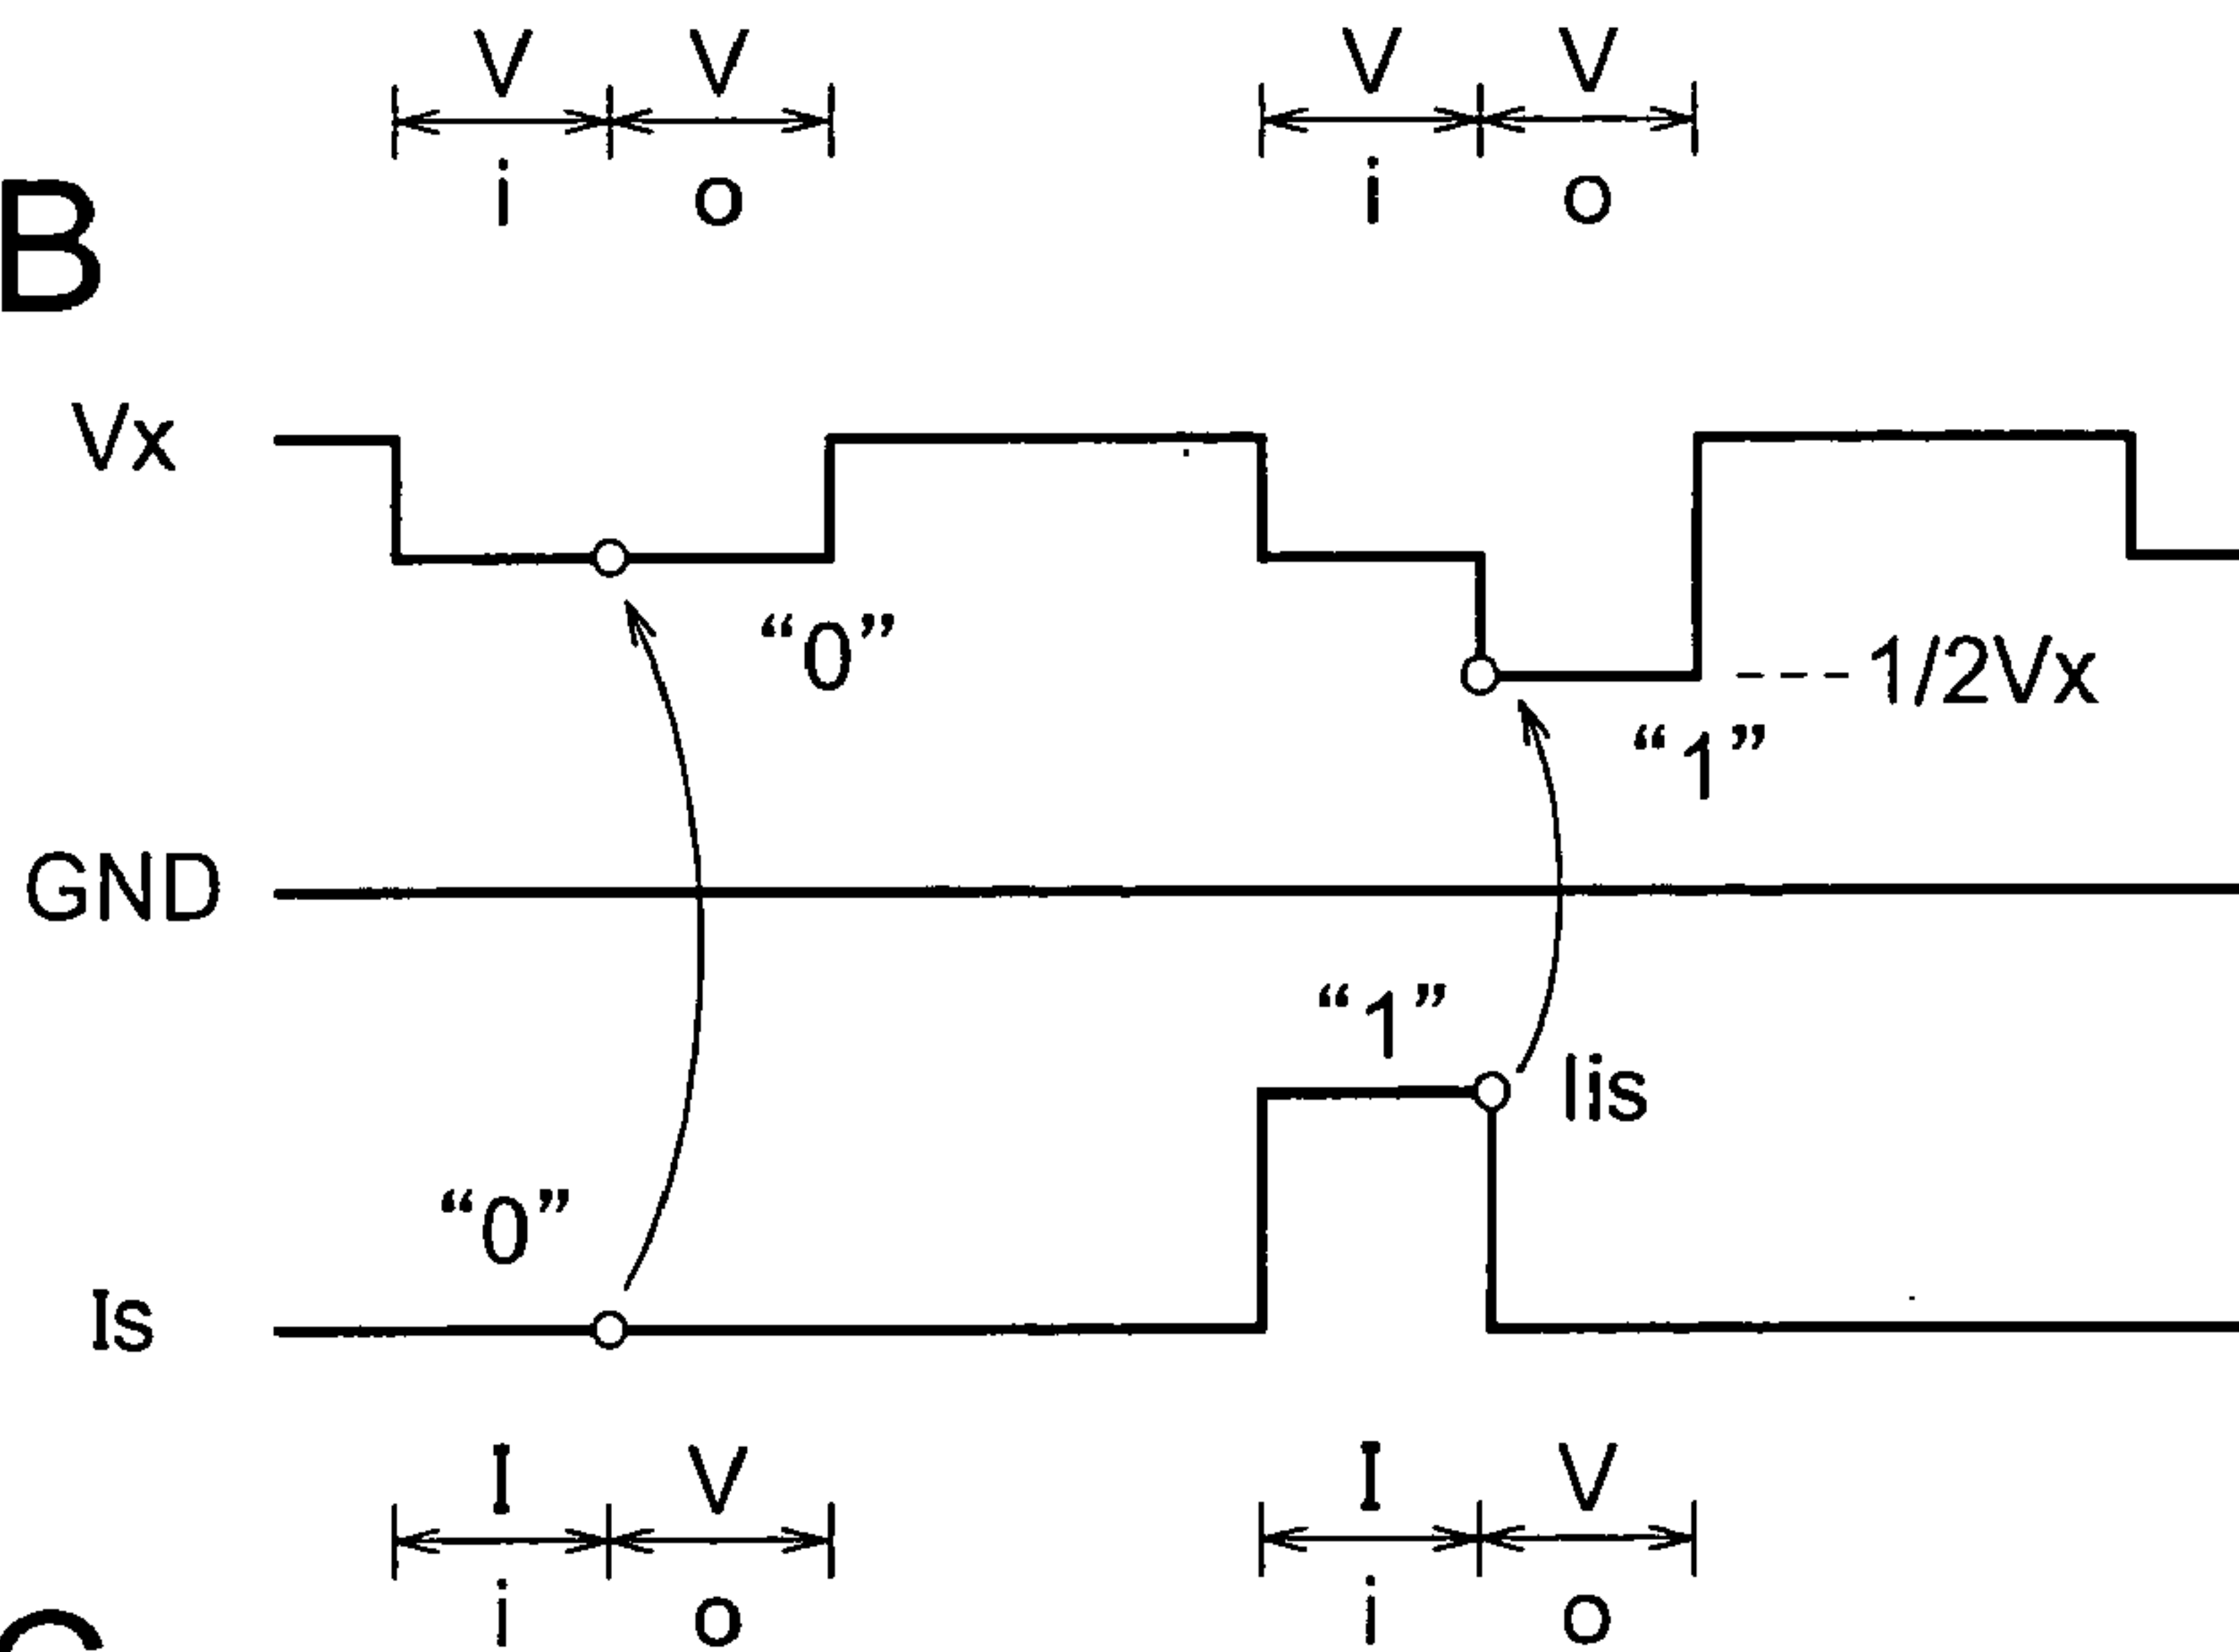 V V V V
i o i o
B
Vx
“0”
1/2Vx
“1”
GND
“1”
Iis
“0”
Is
I V I V
i o i o